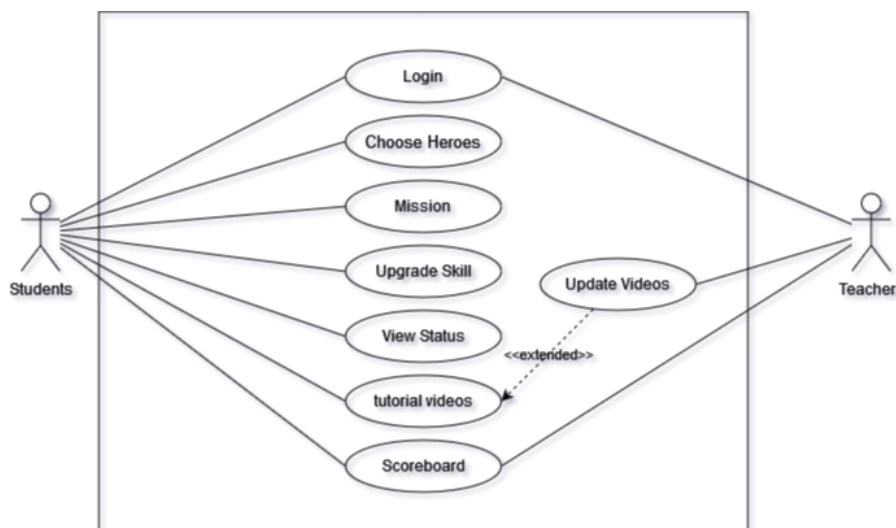 Login
Choose Heroes
Mission
Upgrade Skill
Students
Update Videos
Teacher
View Status
<<extended>>
tutorial videos
Scoreboard